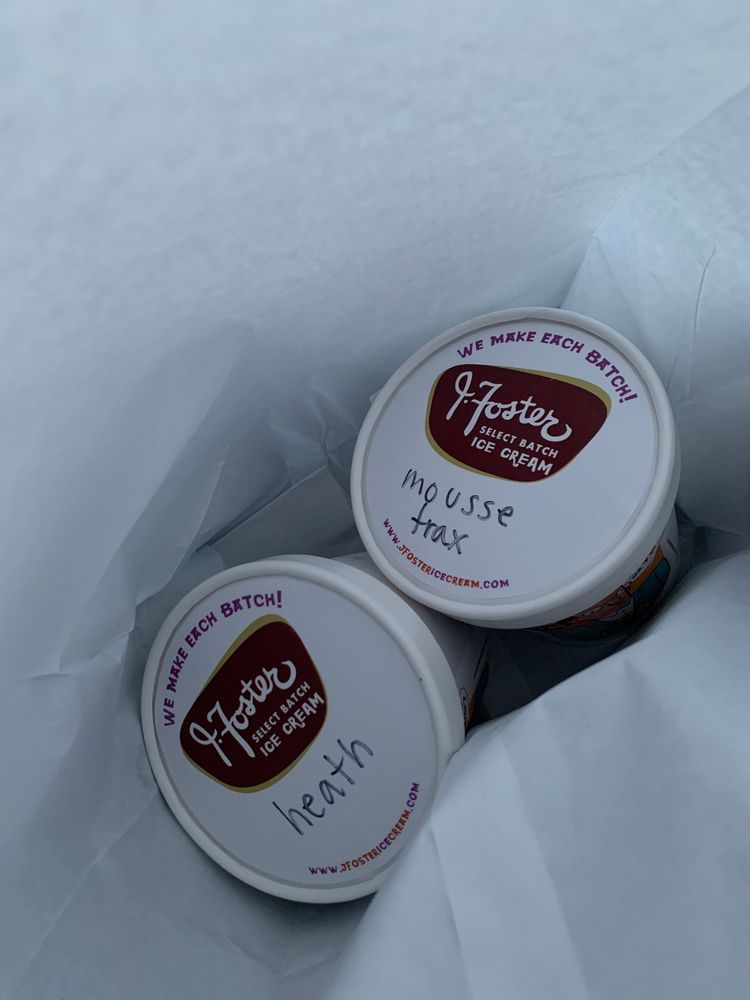 WE MAKE EACH BATCH!
J. Foster
SELECT BATCH
ICE CREAM
mousse
trax
WWW.JFOSTERICECREAM.COM
WE MAKE EACH BATCH!
J. Foster
SELECT BATCH
ICE CREAM
heath
WWW.JFOSTERICECREAM.COM